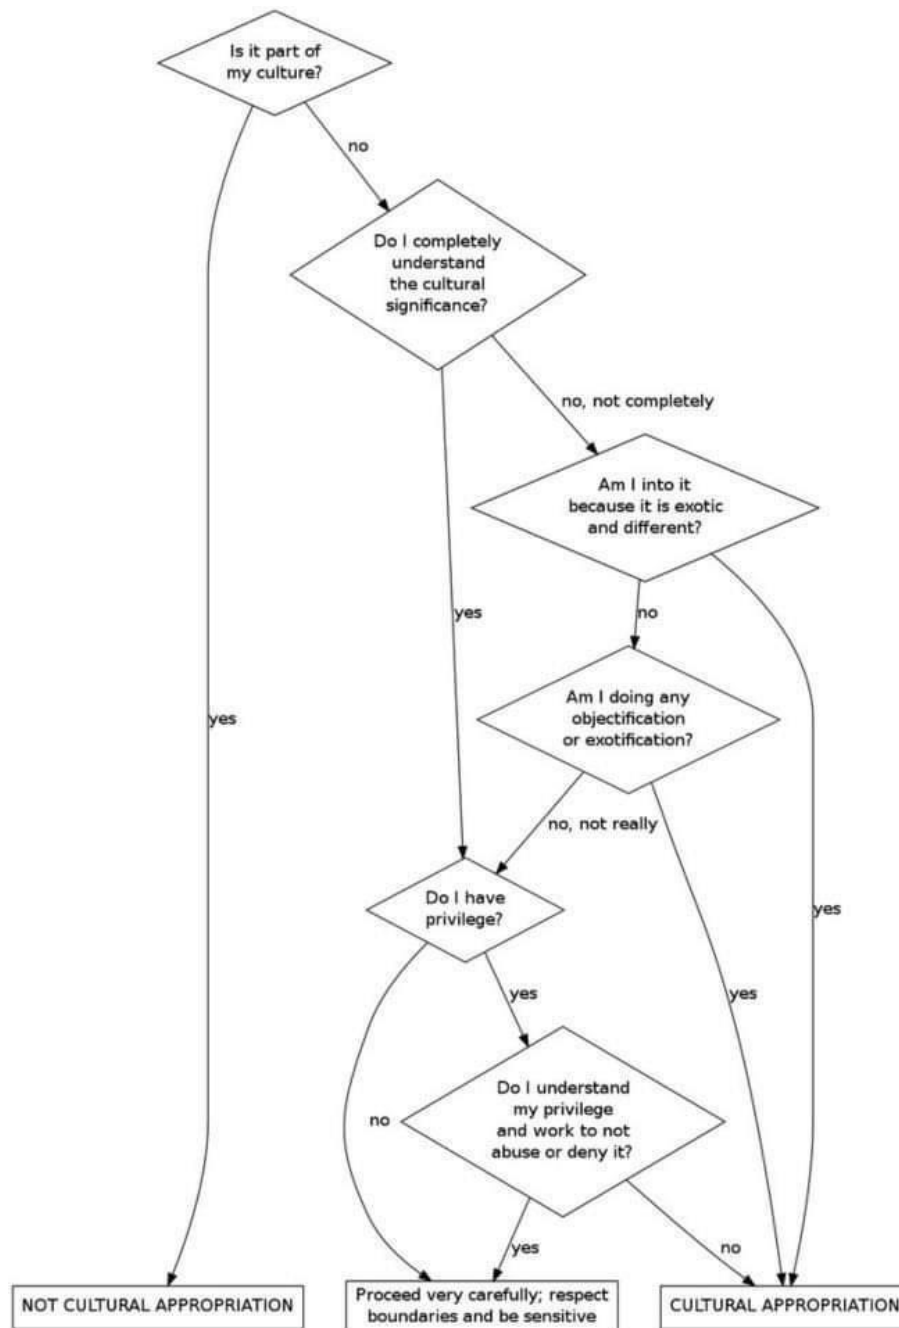 Is it part of
my culture?
no
Do I completely
understand
the cultural
significance?
no, not completely
Am I into it
because it is exotic
and different?
yes
no
Am I doing any
objectification
or exotification?
yes
no, not really
Do I have
privilege?
yes
yes
yes
Do I understand
my privilege
and work to not
abuse or deny it?
no
yes
no
NOT CULTURAL APPROPRIATION
Proceed very carefully; respect
boundaries and be sensitive
CULTURAL APPROPRIATION